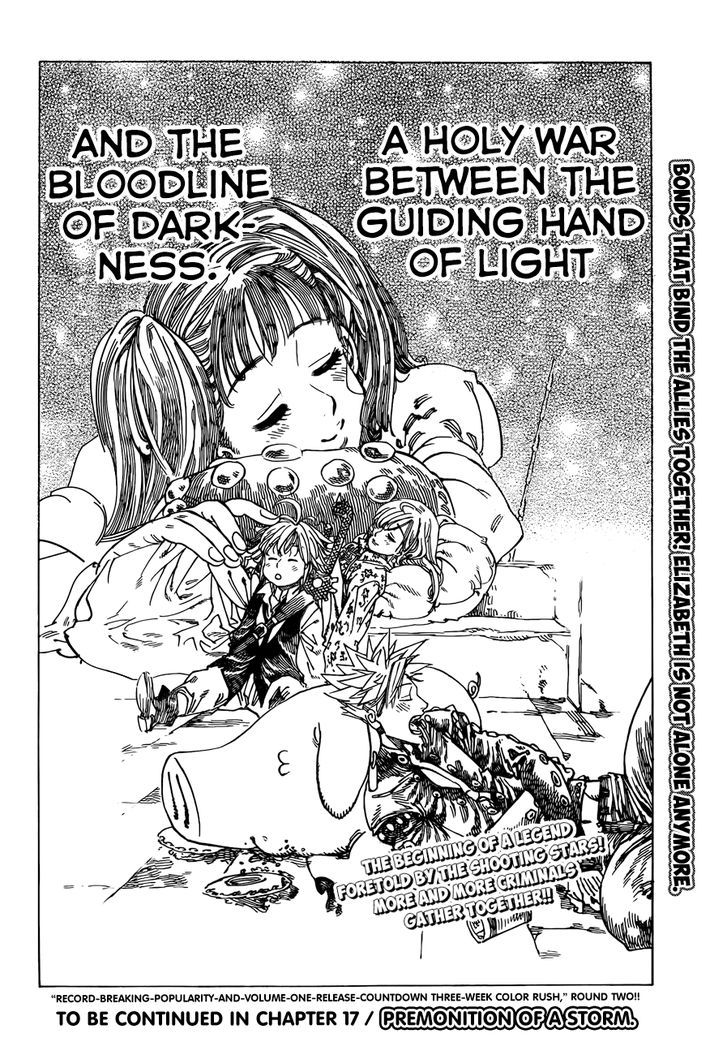 A HOLY WAR
BETWEEN THE
GUIDING HAND
OF LIGHT
AND THE
BLOODLINE
OF DARK-
NESS.
BONDS THAT BIND THE ALLIES TOGETHER! ELIZABETH IS NOT ALONE ANYMORE.
THE BEGINNING OF A LEGEND
FORETOLD BY THE SHOOTING STARS!
MORE AND MORE CRIMINALS
GATHER TOGETHER!!
"RECORD-BREAKING-POPULARITY-AND-VOLUME-ONE-RELEASE-COUNTDOWN THREE-WEEK COLOR RUSH," ROUND TWO!!
TO BE CONTINUED IN CHAPTER 17 / PREMONITION OF A STORM.